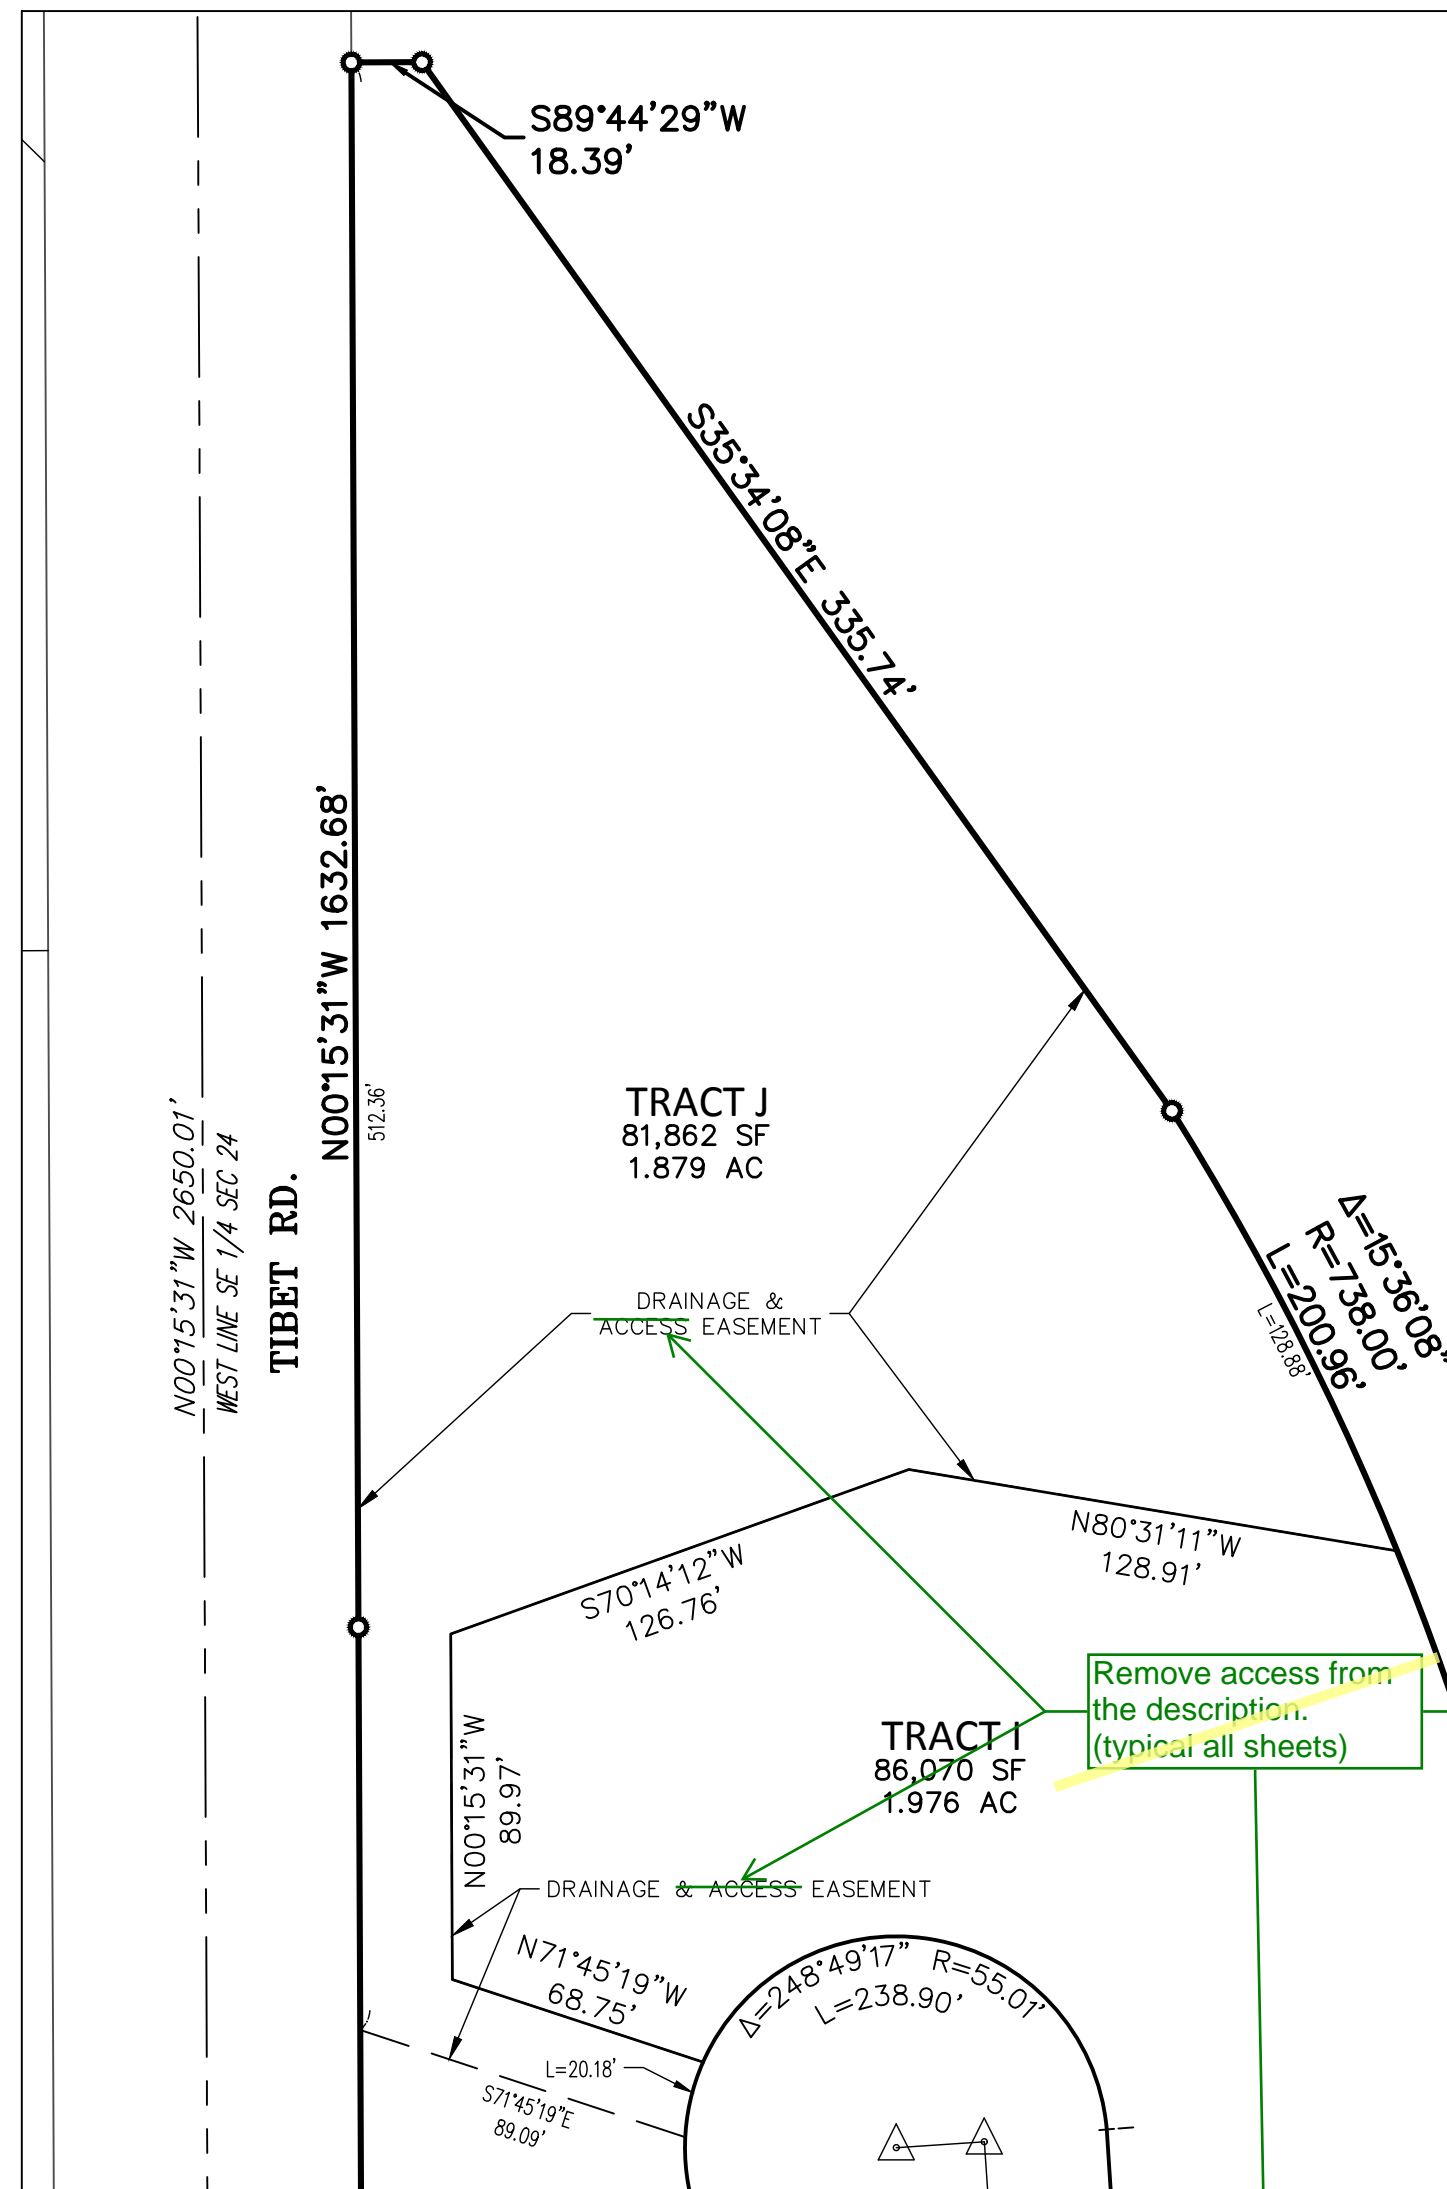 S89°44'29"W
18.39'
S35°34'08"E 335.74'
N00°15'31"W 1632.68'
512.36'
N00°15'31"W 2650.01'
WEST LINE SE 1/4 SEC 24
TIBET RD.
TRACT J
81,862 SF
1.879 AC
Δ=15°36'08"
R=738.00'
L=200.96'
L=128.88'
DRAINAGE &
ACCESS EASEMENT
N80°31'11"W
128.91'
S70°14'12"W
126.76'
Remove access from
the description.
(typical all sheets)
TRACT I
86,070 SF
1.976 AC
N00°15'31"W
89.97'
DRAINAGE & ACCESS EASEMENT
N71°45'19"W
68.75'
Δ=248°49'17" R=55.01'
L=238.90'
L=20.18'
S71°45'19"E
89.09'